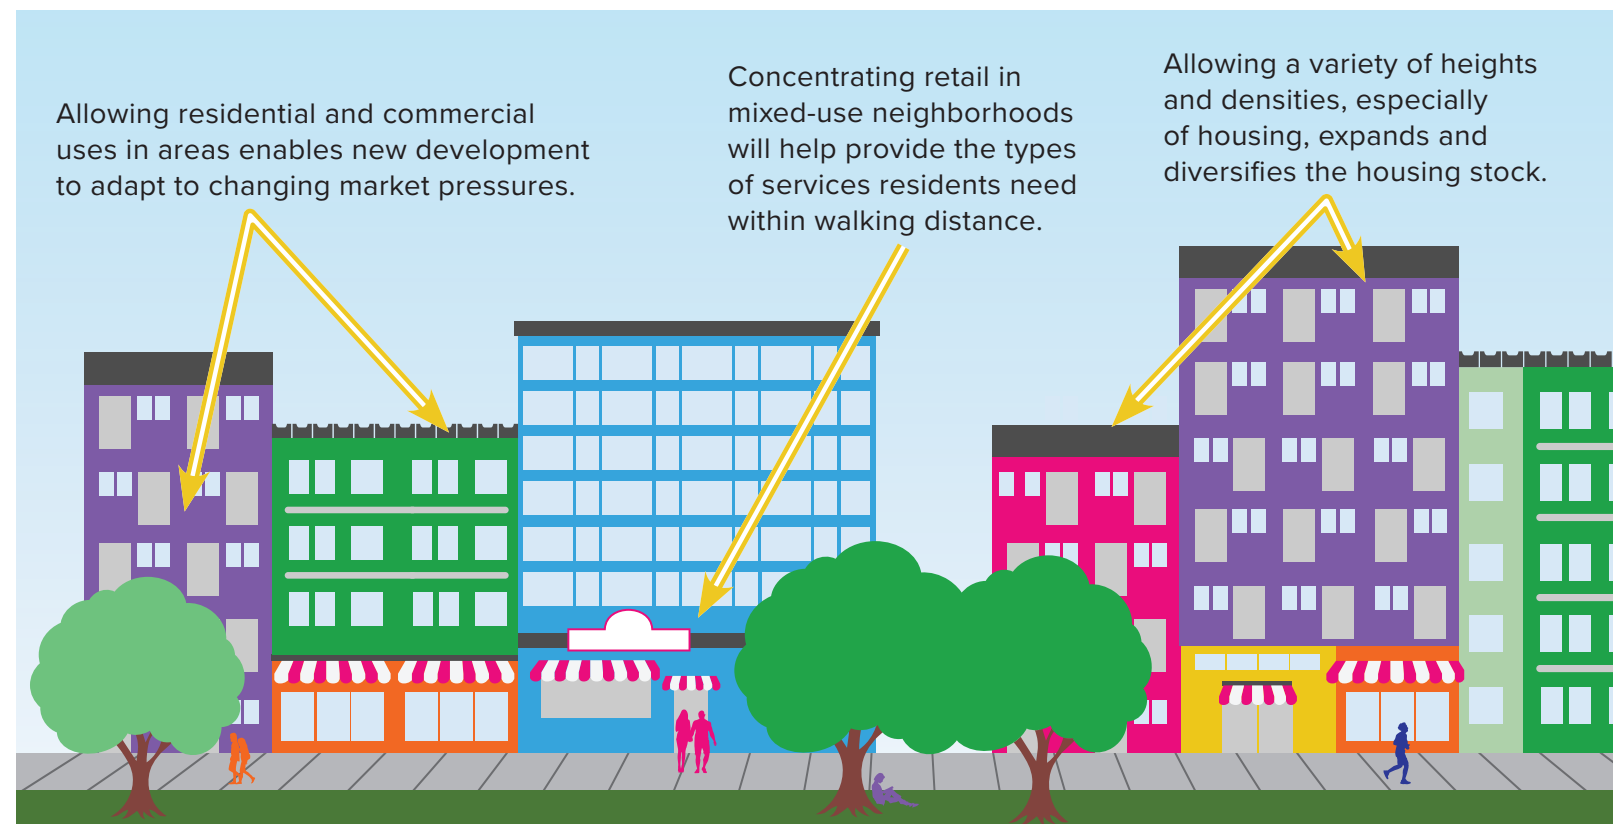 Allowing residential and commercial
uses in areas enables new development
to adapt to changing market pressures.
Concentrating retail in
mixed-use neighborhoods
will help provide the types
of services residents need
within walking distance.
Allowing a variety of heights
and densities, especially
of housing, expands and
diversifies the housing stock.